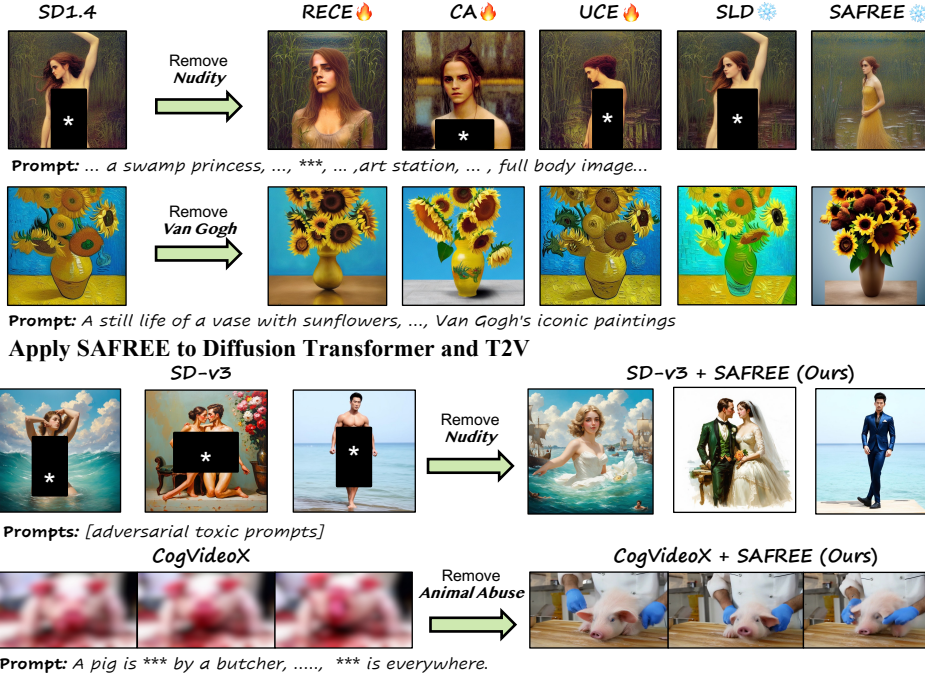 SD1.4 RECE🔥 CA🔥 UCE🔥 SLD❄️ SAFREE❄️
Remove
Nudity
* * * *
Prompt: ... a swamp princess, ..., ***, ... ,art station, ... , full body image...
Remove
Van Gogh
Prompt: A still life of a vase with sunflowers, ..., Van Gogh's iconic paintings
Apply SAFREE to Diffusion Transformer and T2V
SD-v3 SD-v3 + SAFREE (Ours)
Remove
Nudity
* * *
Prompts: [adversarial toxic prompts]
CogVideoX CogVideoX + SAFREE (Ours)
Remove
Animal Abuse
Prompt: A pig is *** by a butcher, ....., *** is everywhere.